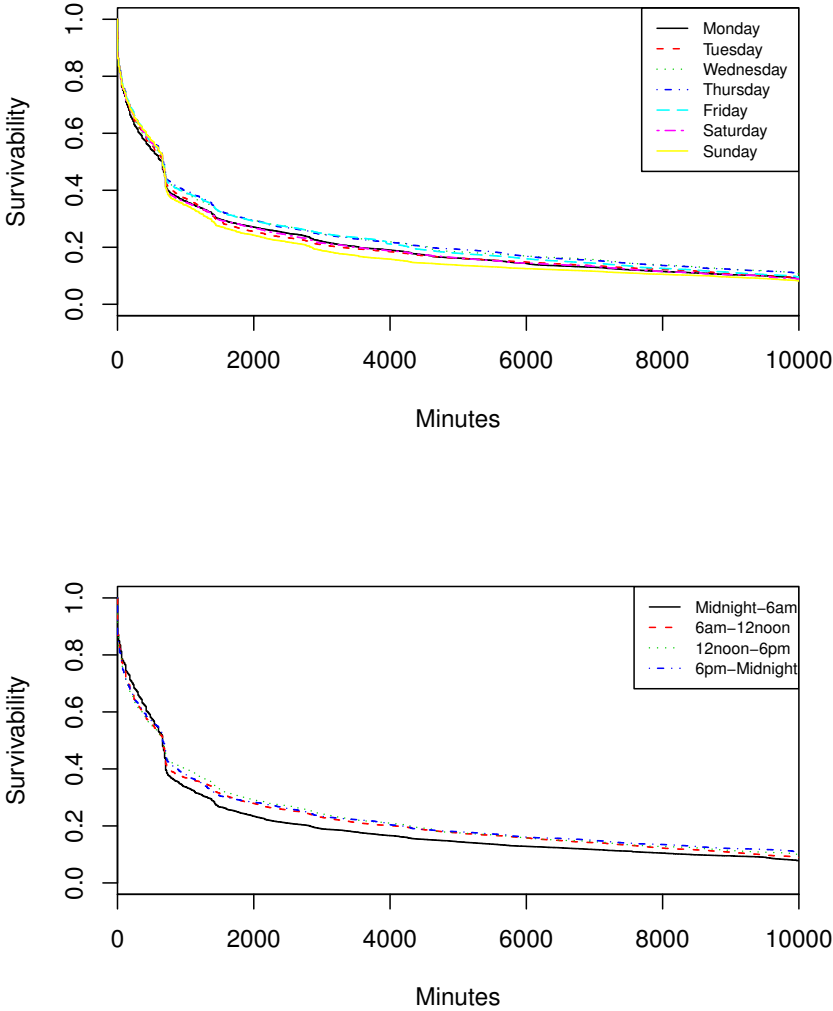 Survivability
1.0
0.8
0.6
0.4
0.2
0.0
Monday
Tuesday
Wednesday
Thursday
Friday
Saturday
Sunday
0 2000 4000 6000 8000 10000
Minutes
Survivability
1.0
0.8
0.6
0.4
0.2
0.0
Midnight−6am
6am−12noon
12noon−6pm
6pm−Midnight
0 2000 4000 6000 8000 10000
Minutes